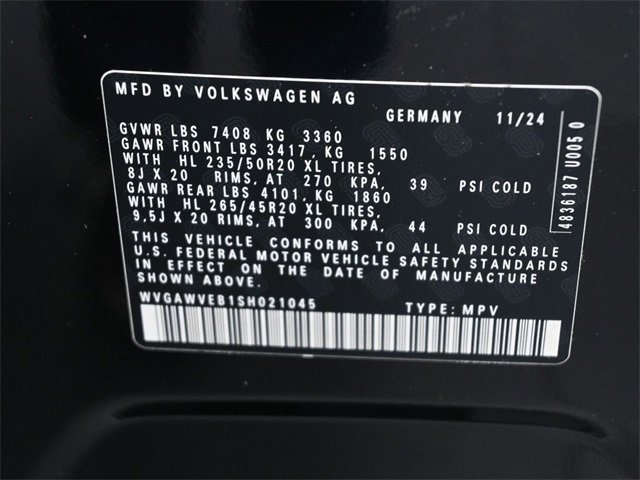 MFD BY VOLKSWAGEN AG
GERMANY 11/24
GVWR LBS 7408 KG 3360
GAWR FRONT LBS 3417, KG 1550
WITH HL 235/50R20 XL TIRES,
8J X 20 RIMS, AT 270 KPA, 39 PSI COLD
GAWR REAR LBS 4101, KG 1860
WITH HL 265/45R20 XL TIRES,
9.5J X 20 RIMS, AT 300 KPA, 44 PSI COLD
THIS VEHICLE CONFORMS TO ALL APPLICABLE
U.S. FEDERAL MOTOR VEHICLE SAFETY STANDARDS
IN EFFECT ON THE DATE OF MANUFACTURE
SHOWN ABOVE.
WVGAWVEB1SH021045 TYPE: MPV
4836187 U005 0